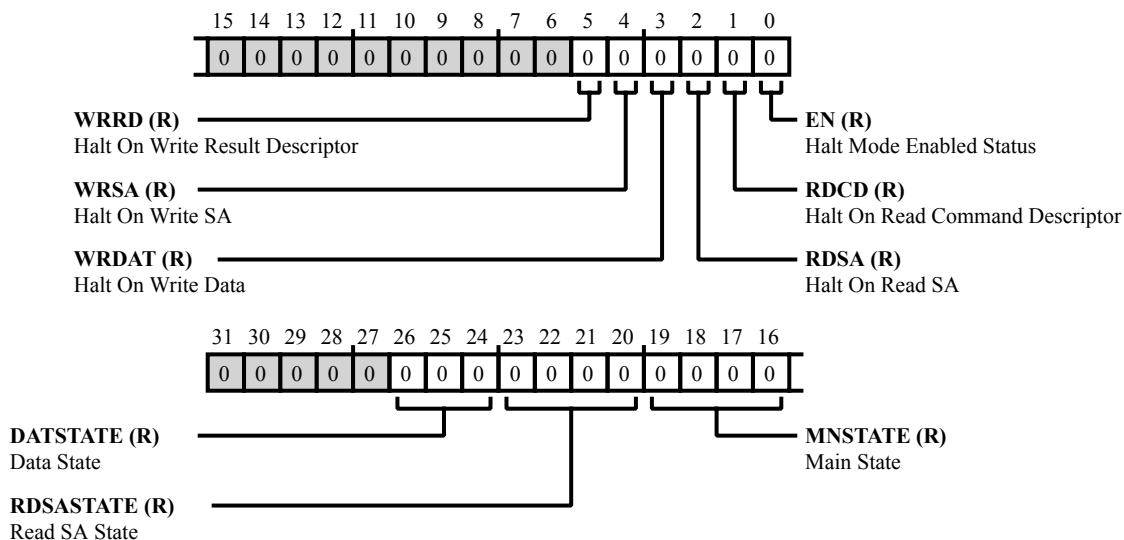 15 14 13 12 11 10 9 8 7 6 5 4 3 2 1 0
0 0 0 0 0 0 0 0 0 0 0 0 0 0 0 0
WRRD (R)
Halt On Write Result Descriptor
EN (R)
Halt Mode Enabled Status
WRSA (R)
Halt On Write SA
RDCD (R)
Halt On Read Command Descriptor
WRDAT (R)
Halt On Write Data
RDSA (R)
Halt On Read SA
31 30 29 28 27 26 25 24 23 22 21 20 19 18 17 16
0 0 0 0 0 0 0 0 0 0 0 0 0 0 0 0
DATSTATE (R)
Data State
MNSTATE (R)
Main State
RDSASTATE (R)
Read SA State